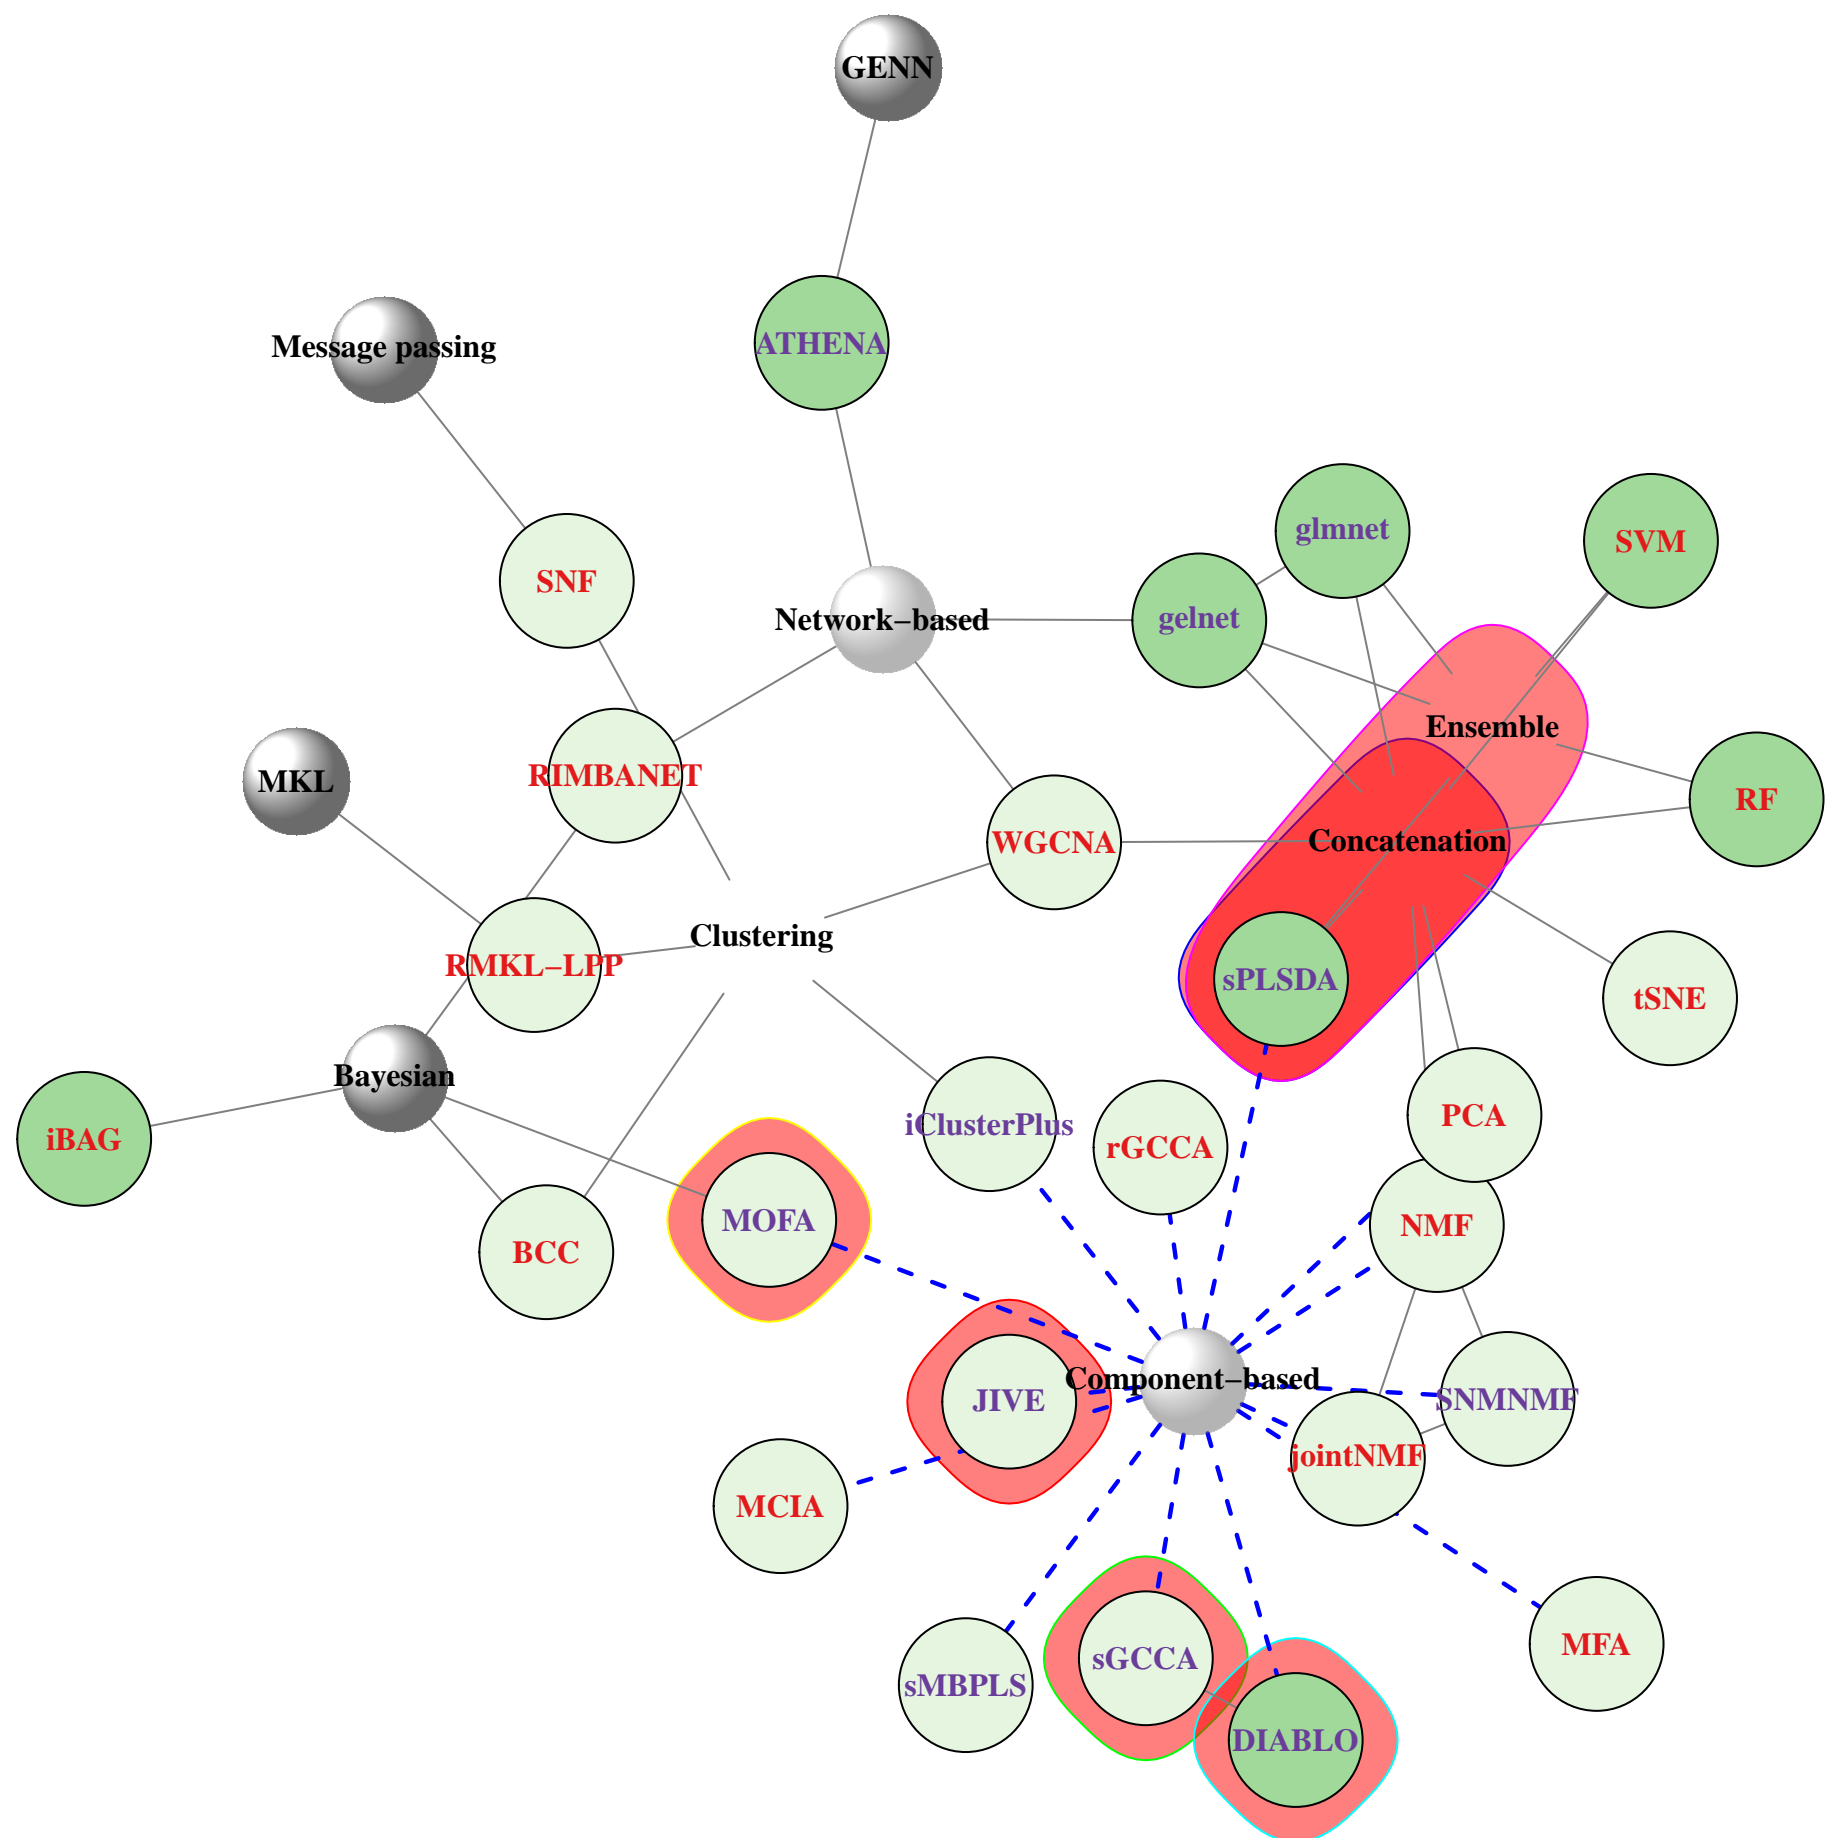 GENN
Message passing
ATHENA
glmnet
SVM
SNF
Network−based
gelnet
Ensemble
RIMBANET
MKL
RF
WGCNA
Concatenation
Clustering
RMKL−LPP
sPLSDA
tSNE
Bayesian
iBAG
iClusterPlus
rGCCA
PCA
MOFA
NMF
BCC
Component−based
JIVE
SNMNMF
jointNMF
MCIA
MFA
sGCCA
sMBPLS
DIABLO